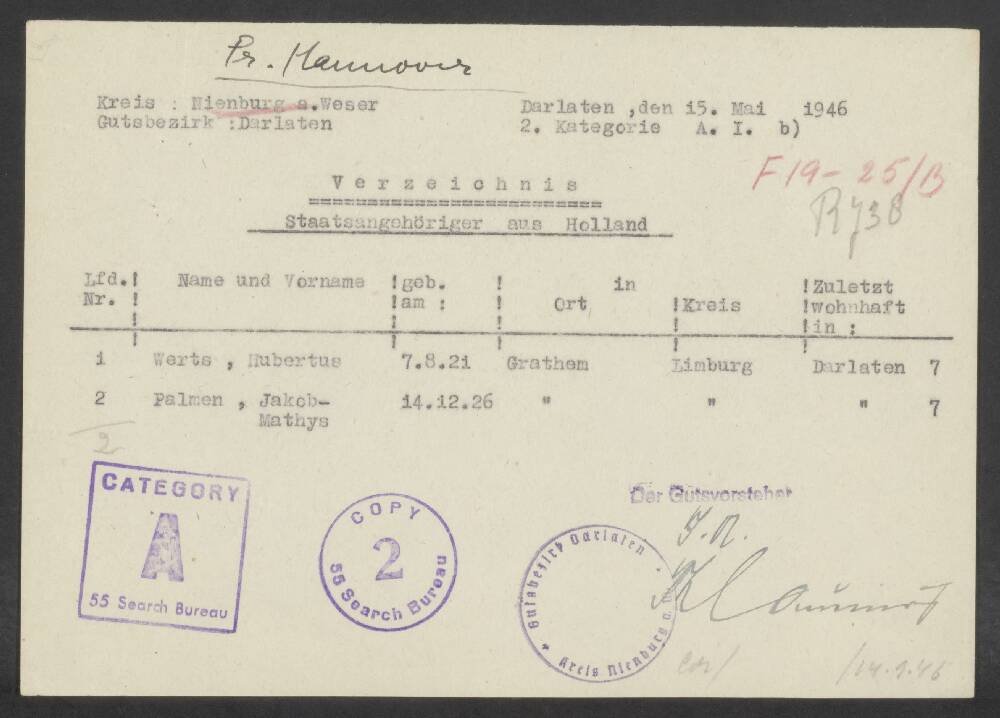 Pr. Hannover
Kreis : Nienburg a.Weser
Gutsbezirk :Darlaten
Darlaten ,den 15. Mai 1946
2. Kategorie A. I. b)
F 19 - 25/B
R 738
Verzeichnis
Staatsangehöriger aus Holland
Lfd. Nr. ! Name und Vorname ! geb. am : ! in Ort ! Kreis ! Zuletzt wohnhaft in :
1 Werts , Hubertus 7.8.21 Grathem Limburg Darlaten 7
2 Palmen , Jakob- 14.12.26 " " " 7
Mathys
2
CATEGORY
A
55 Search Bureau
COPY
2
55 Search Bureau
Der Gutsvorsteher
Gutsbezirk Darlaten
Kreis Nienburg a.